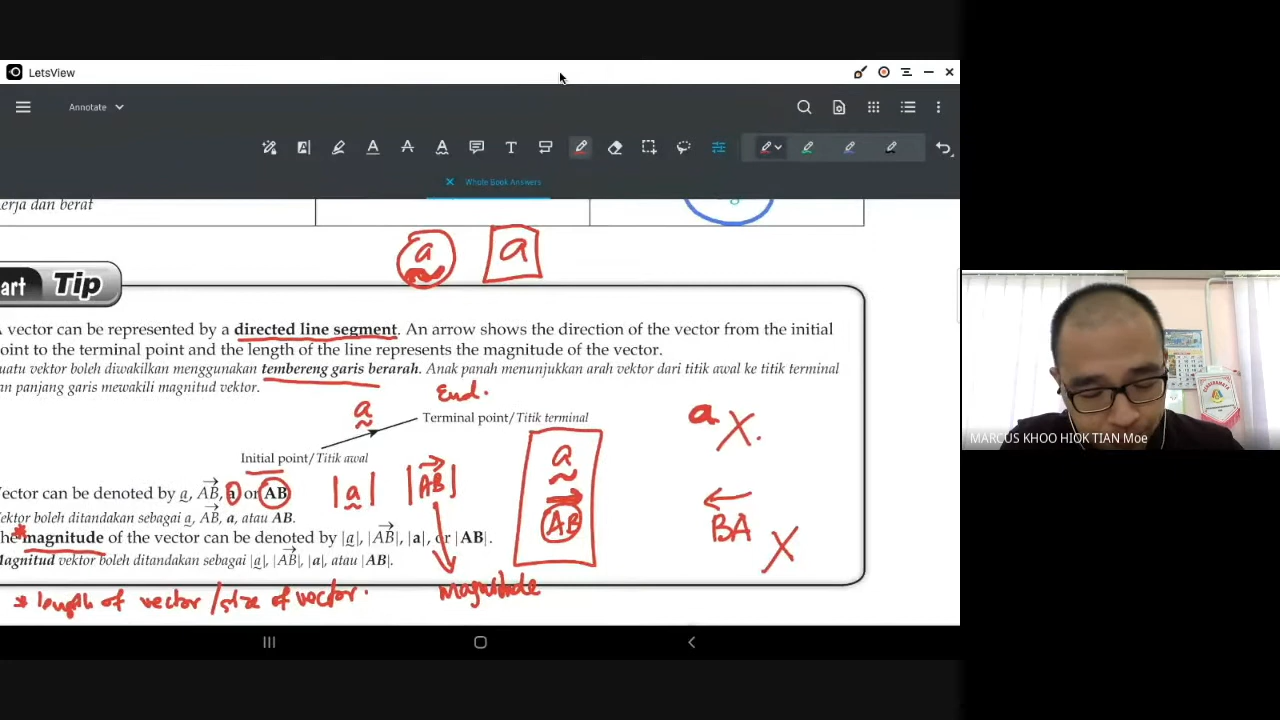 LetsView
Annotate
Whole Book Answers
erja dan berat
a a
art Tip
vector can be represented by a directed line segment. An arrow shows the direction of the vector from the initial
oint to the terminal point and the length of the line represents the magnitude of the vector.
uatu vektor boleh diwakilkan menggunakan tembereng garis berarah. Anak panah menunjukkan arah vektor dari titik awal ke titik terminal
an panjang garis mewakili magnitud vektor.
End.
a
Terminal point/Titik terminal
a X.
Initial point/Titik awal
a
AB
BA X
ector can be denoted by a, AB, a or AB
|a| |AB|
ektor boleh ditandakan sebagai a, AB, a, atau AB.
he magnitude of the vector can be denoted by |a|, |AB|, |a|, or |AB|.
Magnitud vektor boleh ditandakan sebagai |a|, |AB|, |a|, atau |AB|.
* length of vector / size of vector.
Magnitude
MARCUS KHOO HIOK TIAN Moe